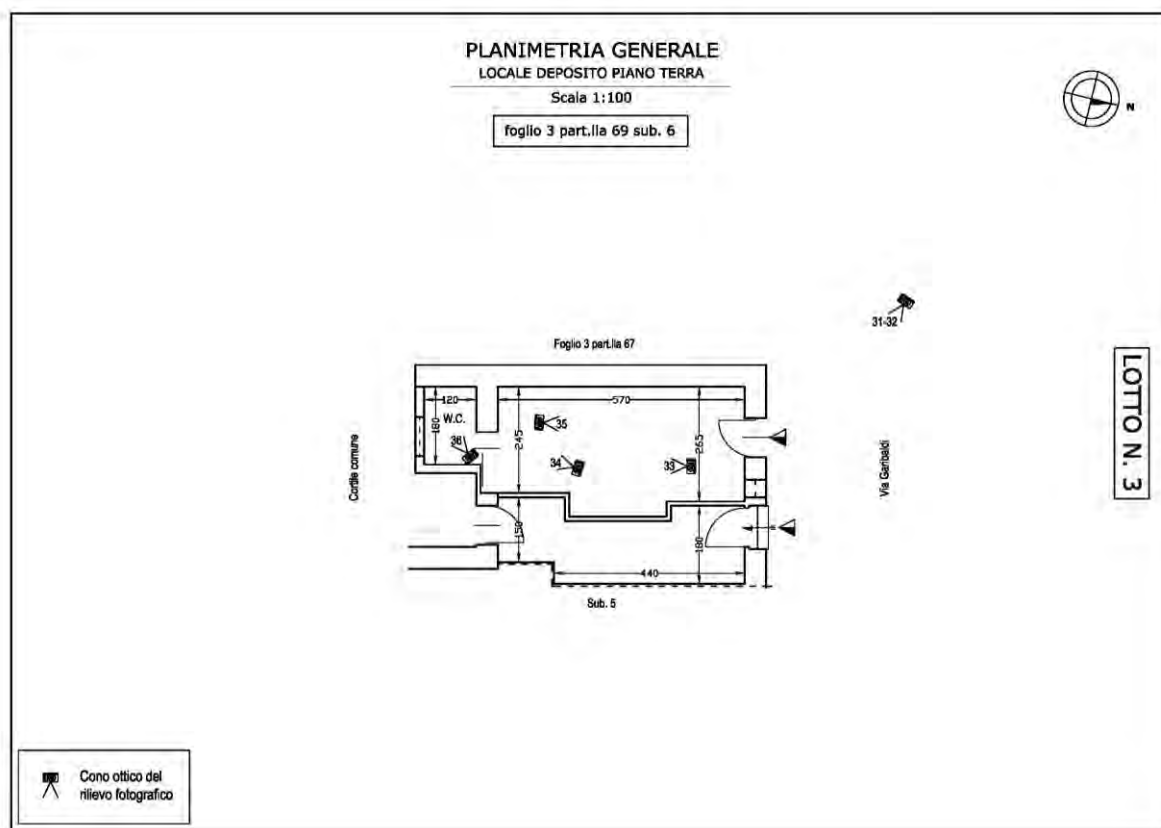 PLANIMETRIA GENERALE
LOCALE DEPOSITO PIANO TERRA
Scala 1:100
foglio 3 part.lla 69 sub. 6
N
31-32
Foglio 3 part.lla 67
LOTTO N. 3
120
570
W.C.
180
245
265
35
36
34
33
Cortile comune
Via Garibaldi
150
180
440
Sub. 5
Cono ottico del
rilievo fotografico